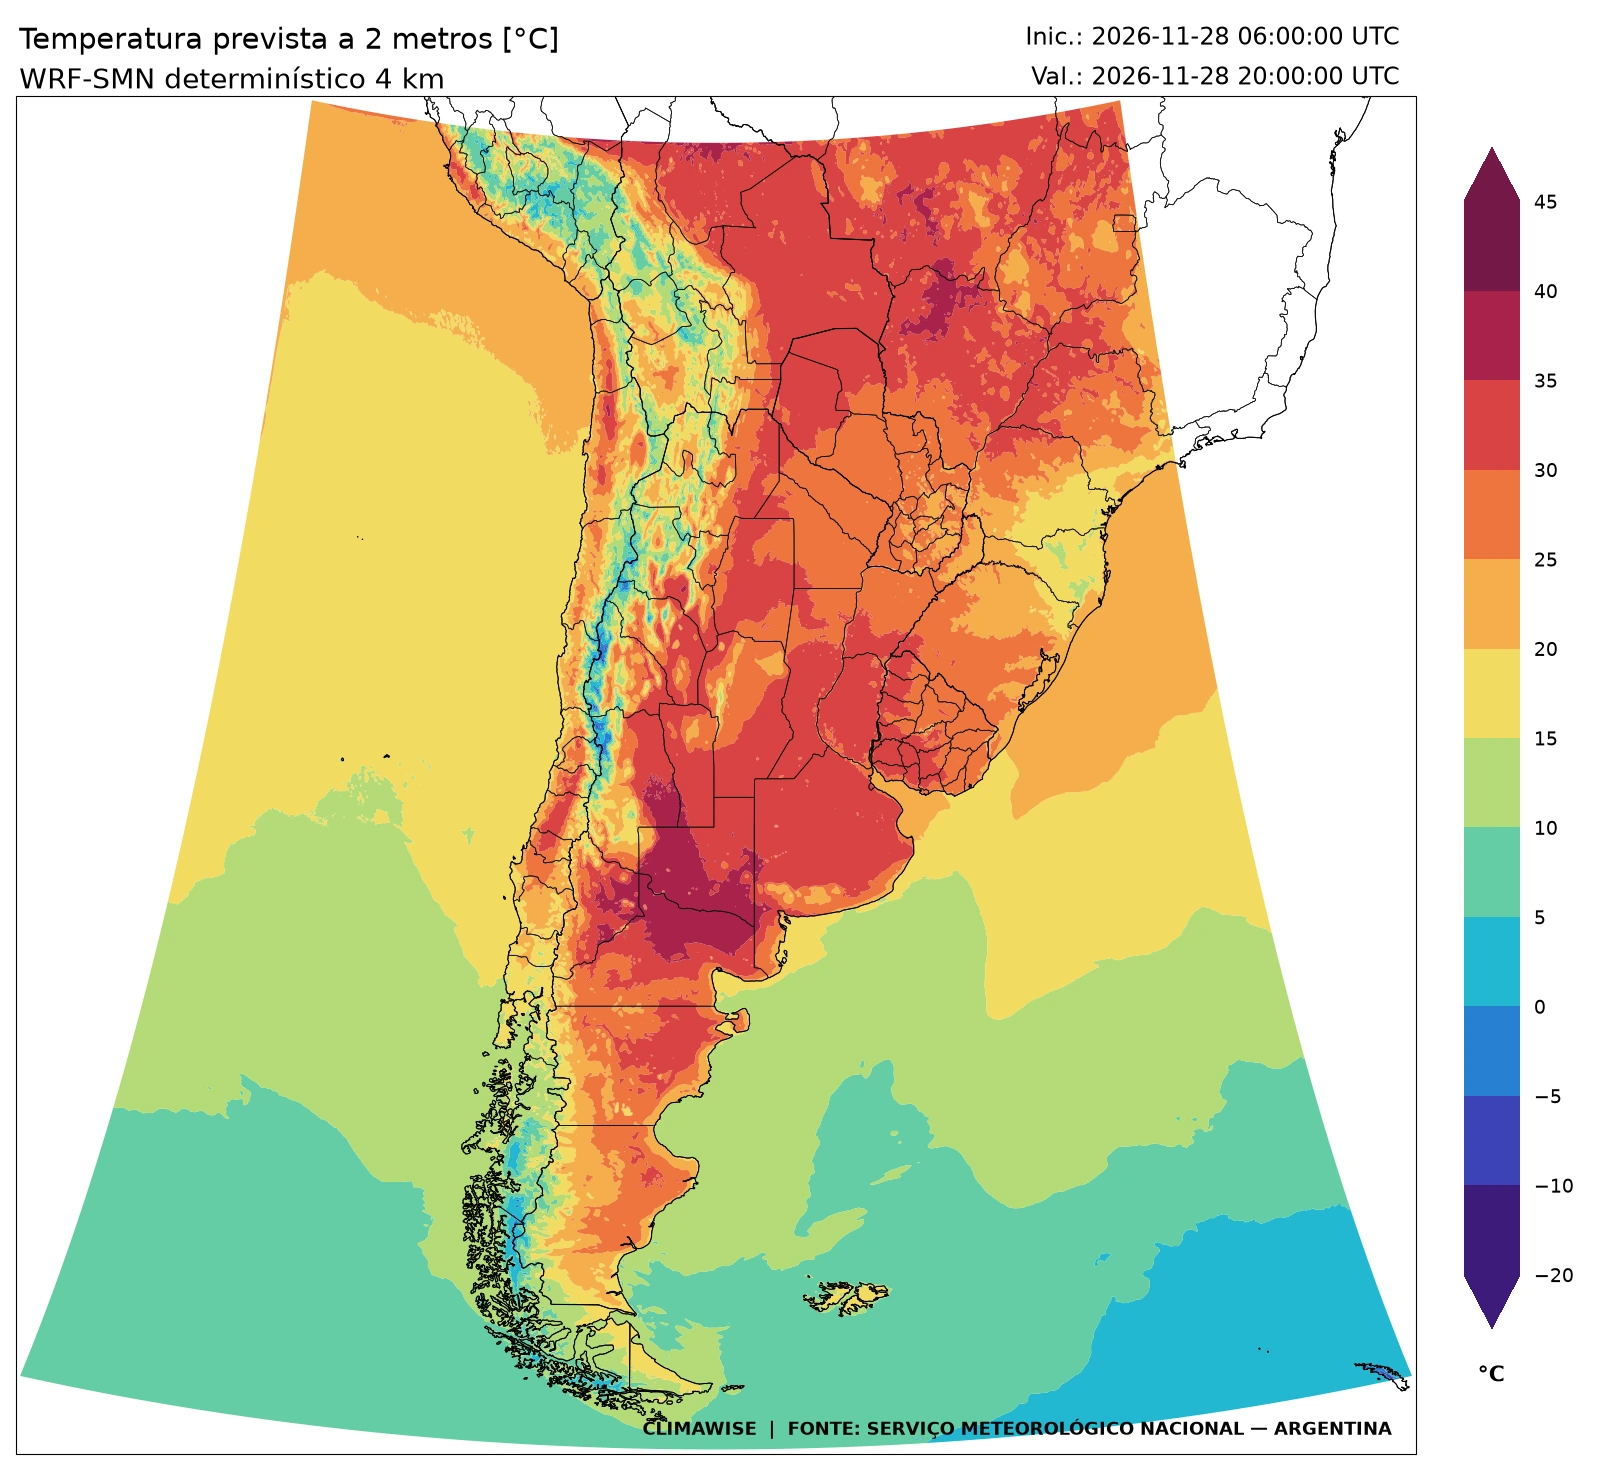 Temperatura prevista a 2 metros [°C]
WRF-SMN determinístico 4 km
Inic.: 2026-11-28 06:00:00 UTC
Val.: 2026-11-28 20:00:00 UTC
45
40
35
30
25
20
15
10
5
0
−5
−10
−20
°C
CLIMAWISE | FONTE: SERVIÇO METEOROLÓGICO NACIONAL — ARGENTINA